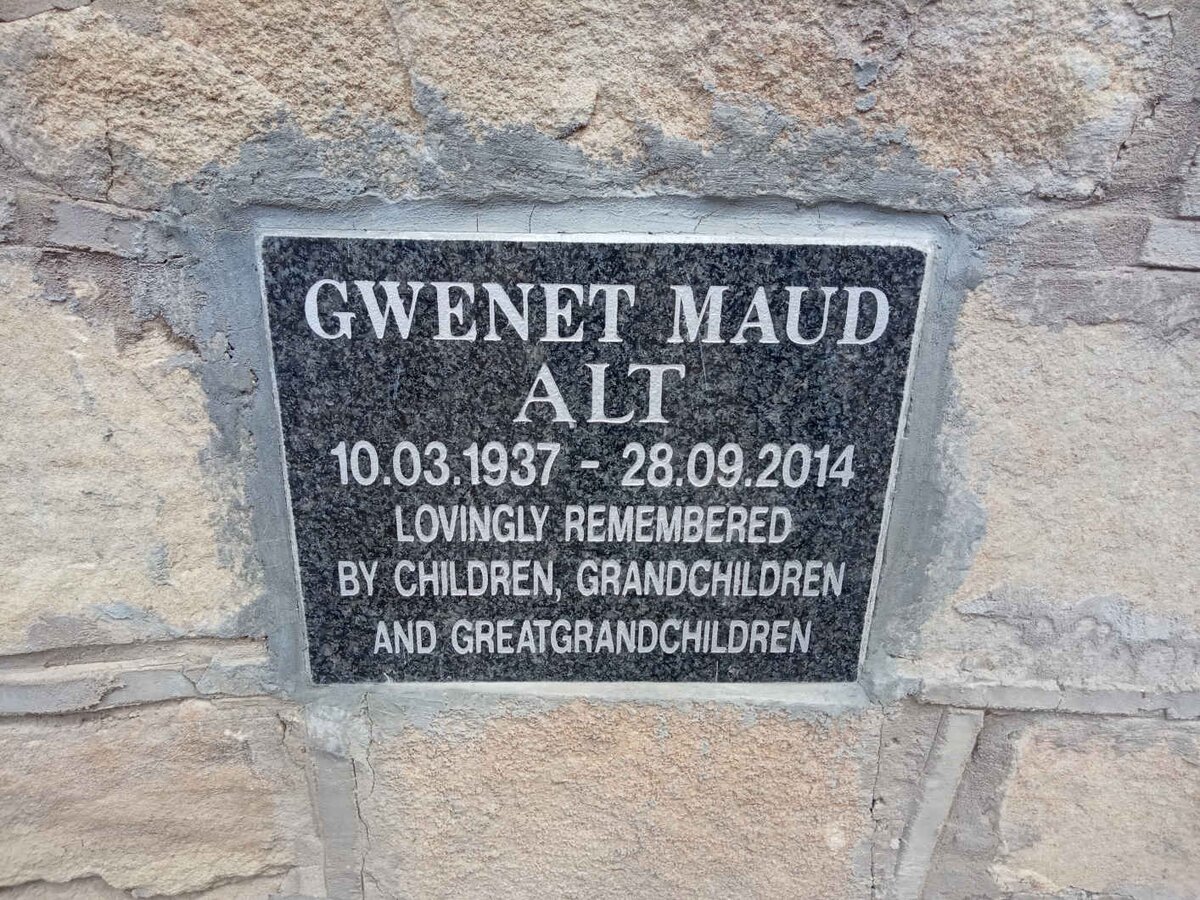 GWENET MAUD
ALT
10.03.1937 - 28.09.2014
LOVINGLY REMEMBERED
BY CHILDREN, GRANDCHILDREN
AND GREATGRANDCHILDREN